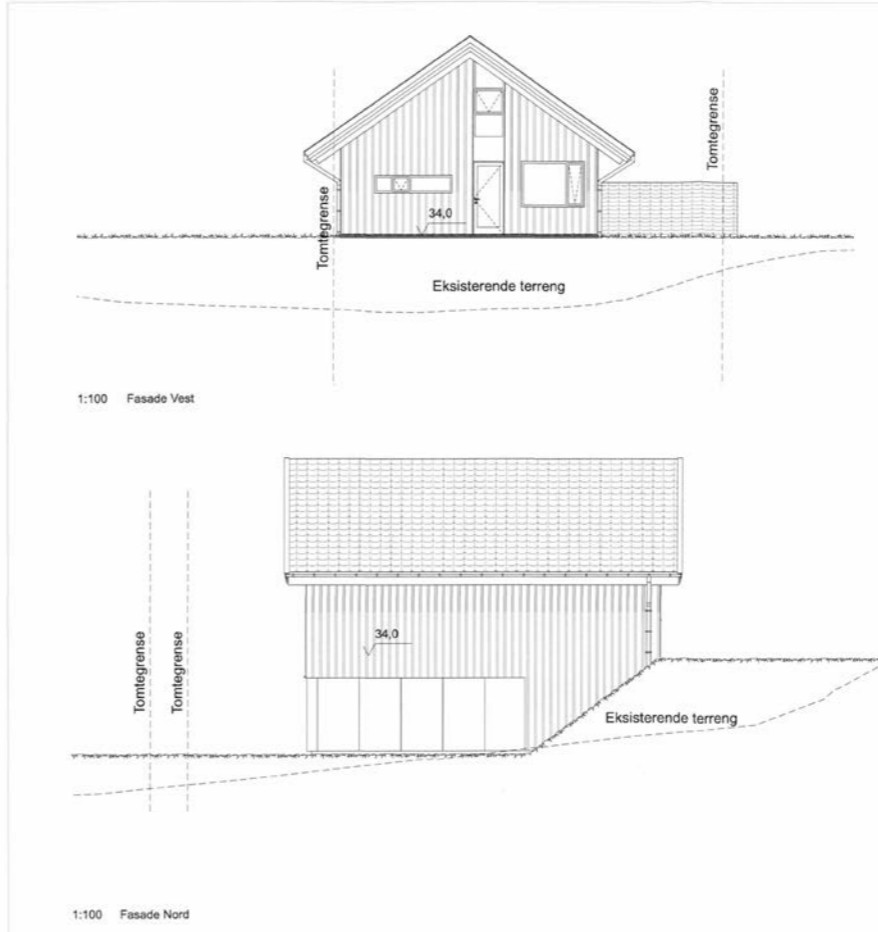 Tomtegrense
Tomtegrense
34,0
Eksisterende terreng
1:100 Fasade Vest
34,0
Tomtegrense
Tomtegrense
Eksisterende terreng
1:100 Fasade Nord